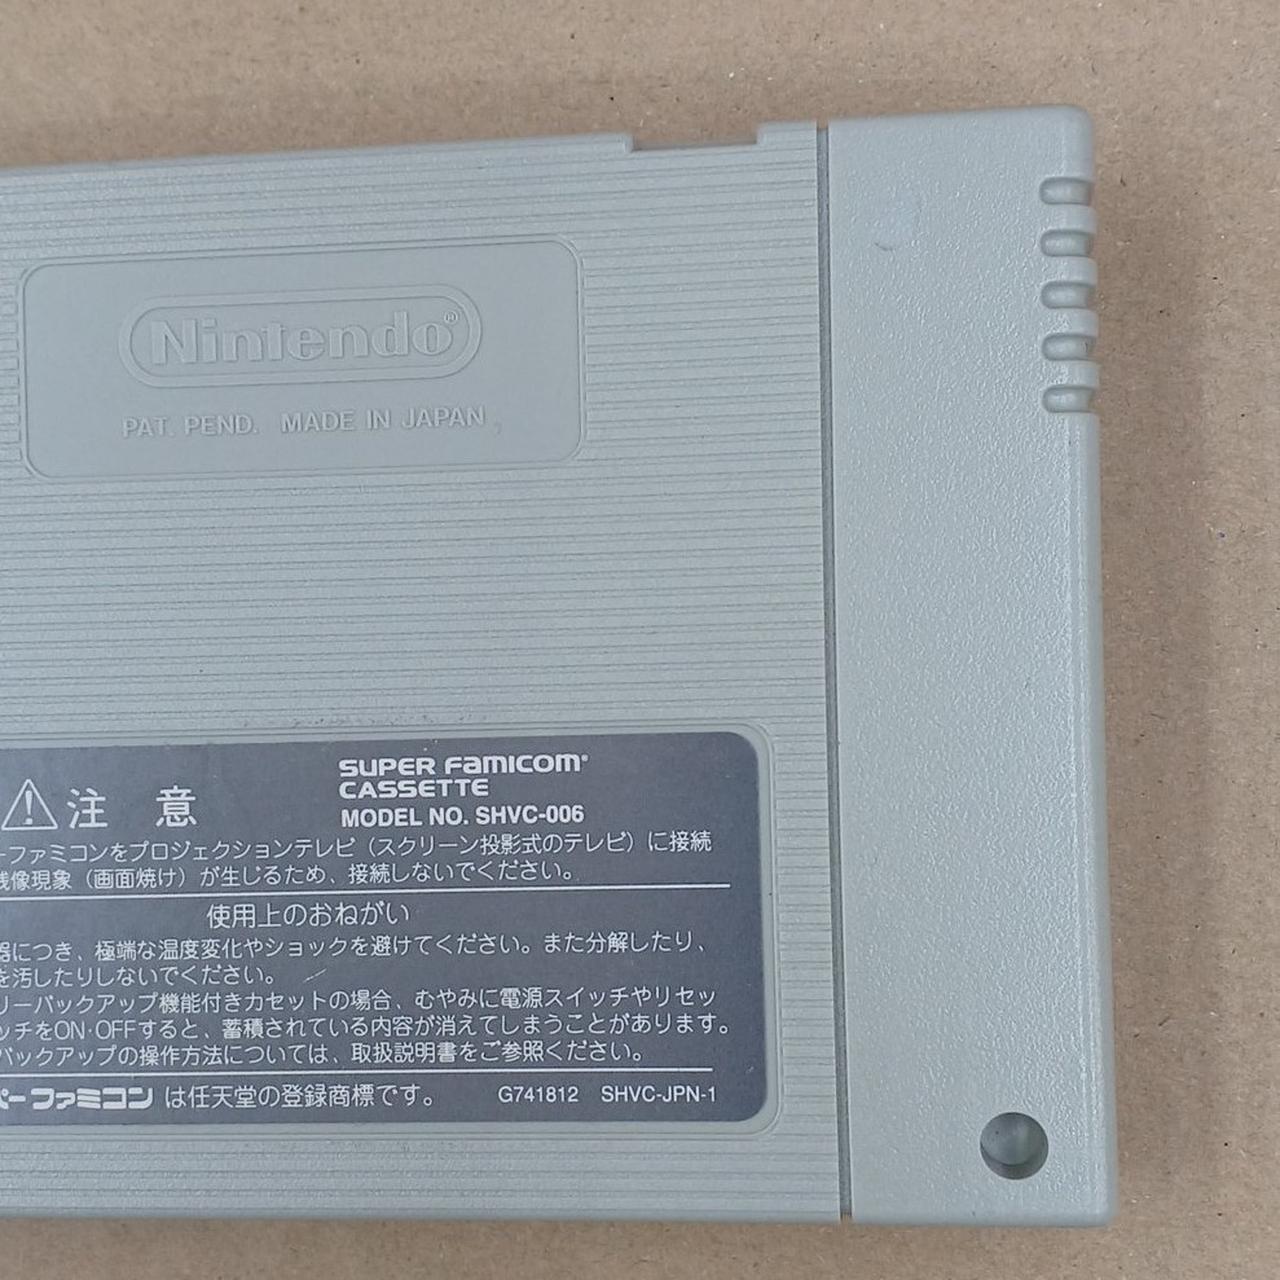 Nintendo®
PAT. PEND. MADE IN JAPAN
SUPER FAMICOM®
CASSETTE
⚠注 意
MODEL NO. SHVC-006
ーファミコンをプロジェクションテレビ（スクリーン投影式のテレビ）に接続
残像現象（画面焼け）が生じるため、接続しないでください。
使用上のおねがい
器につき、極端な温度変化やショックを避けてください。また分解したり、
を汚したりしないでください。
リーバックアップ機能付きカセットの場合、むやみに電源スイッチやリセッ
ッチをON·OFFすると、蓄積されている内容が消えてしまうことがあります。
バックアップの操作方法については、取扱説明書をご参照ください。
パーファミコン は任天堂の登録商標です。 G741812 SHVC-JPN-1